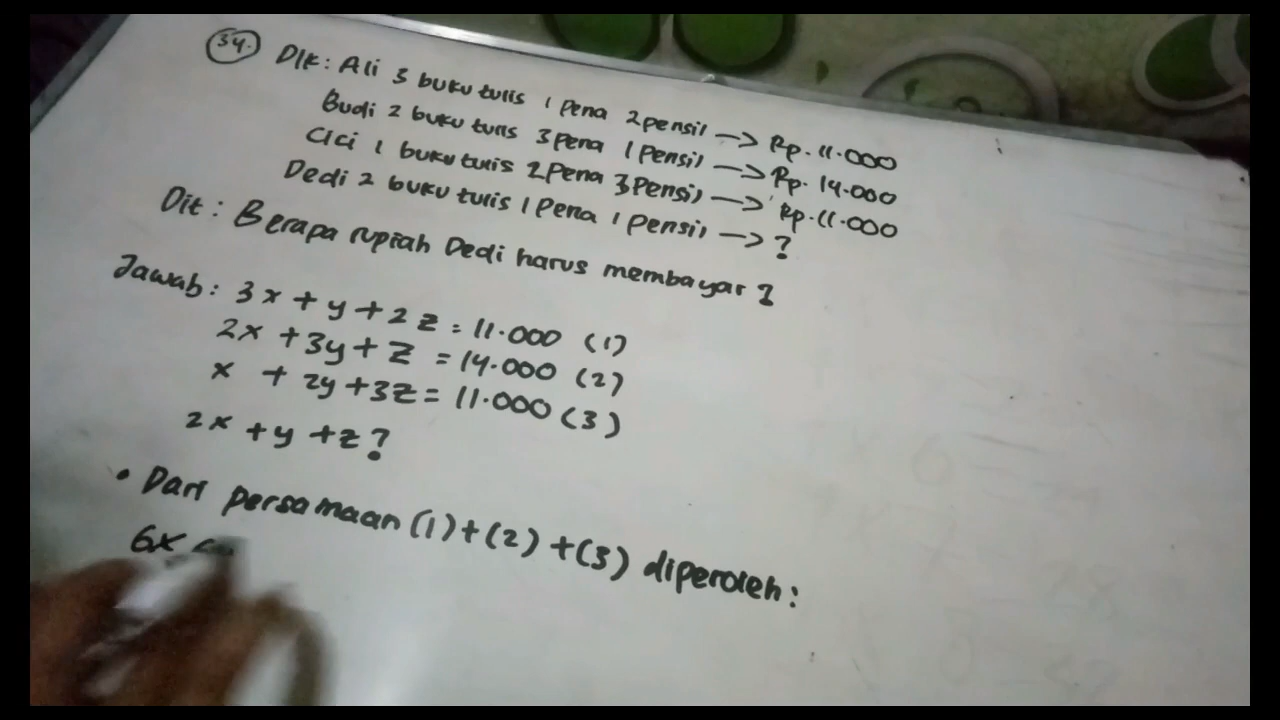 34. Dik: Ali 3 buku tulis 1 pena 2 pensil → Rp. 11.000
Budi 2 buku tulis 3 pena 1 pensil → Rp. 14.000
Cici 1 buku tulis 2 pena 3 pensil → Rp. 11.000
Dedi 2 buku tulis 1 pena 1 pensil → ?
Dit: Berapa rupiah Dedi harus membayar?
Jawab: 3x + y + 2z = 11.000 (1)
2x + 3y + z = 14.000 (2)
x + 2y + 3z = 11.000 (3)
2x + y + z ?
• Dari persamaan (1) + (2) + (3) diperoleh:
6x